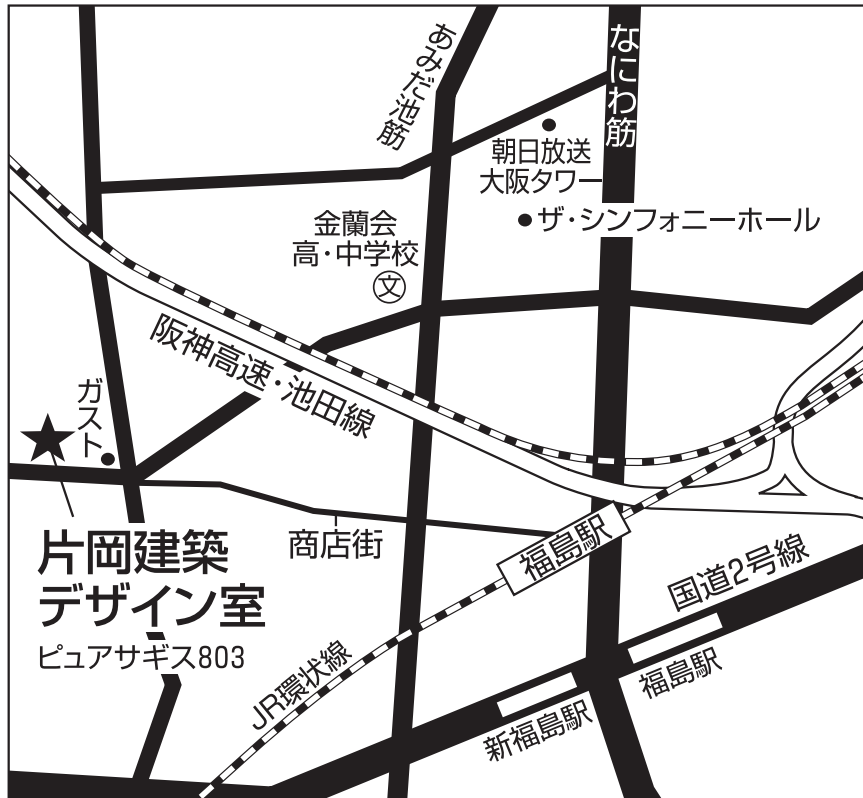 あみだ池筋
なにわ筋
朝日放送
大阪タワー
ザ・シンフォニーホール
金蘭会
高・中学校
文
阪神高速・池田線
ガスト
商店街
福島駅
片岡建築
デザイン室
ピュアサギス803
国道2号線
JR環状線
福島駅
新福島駅